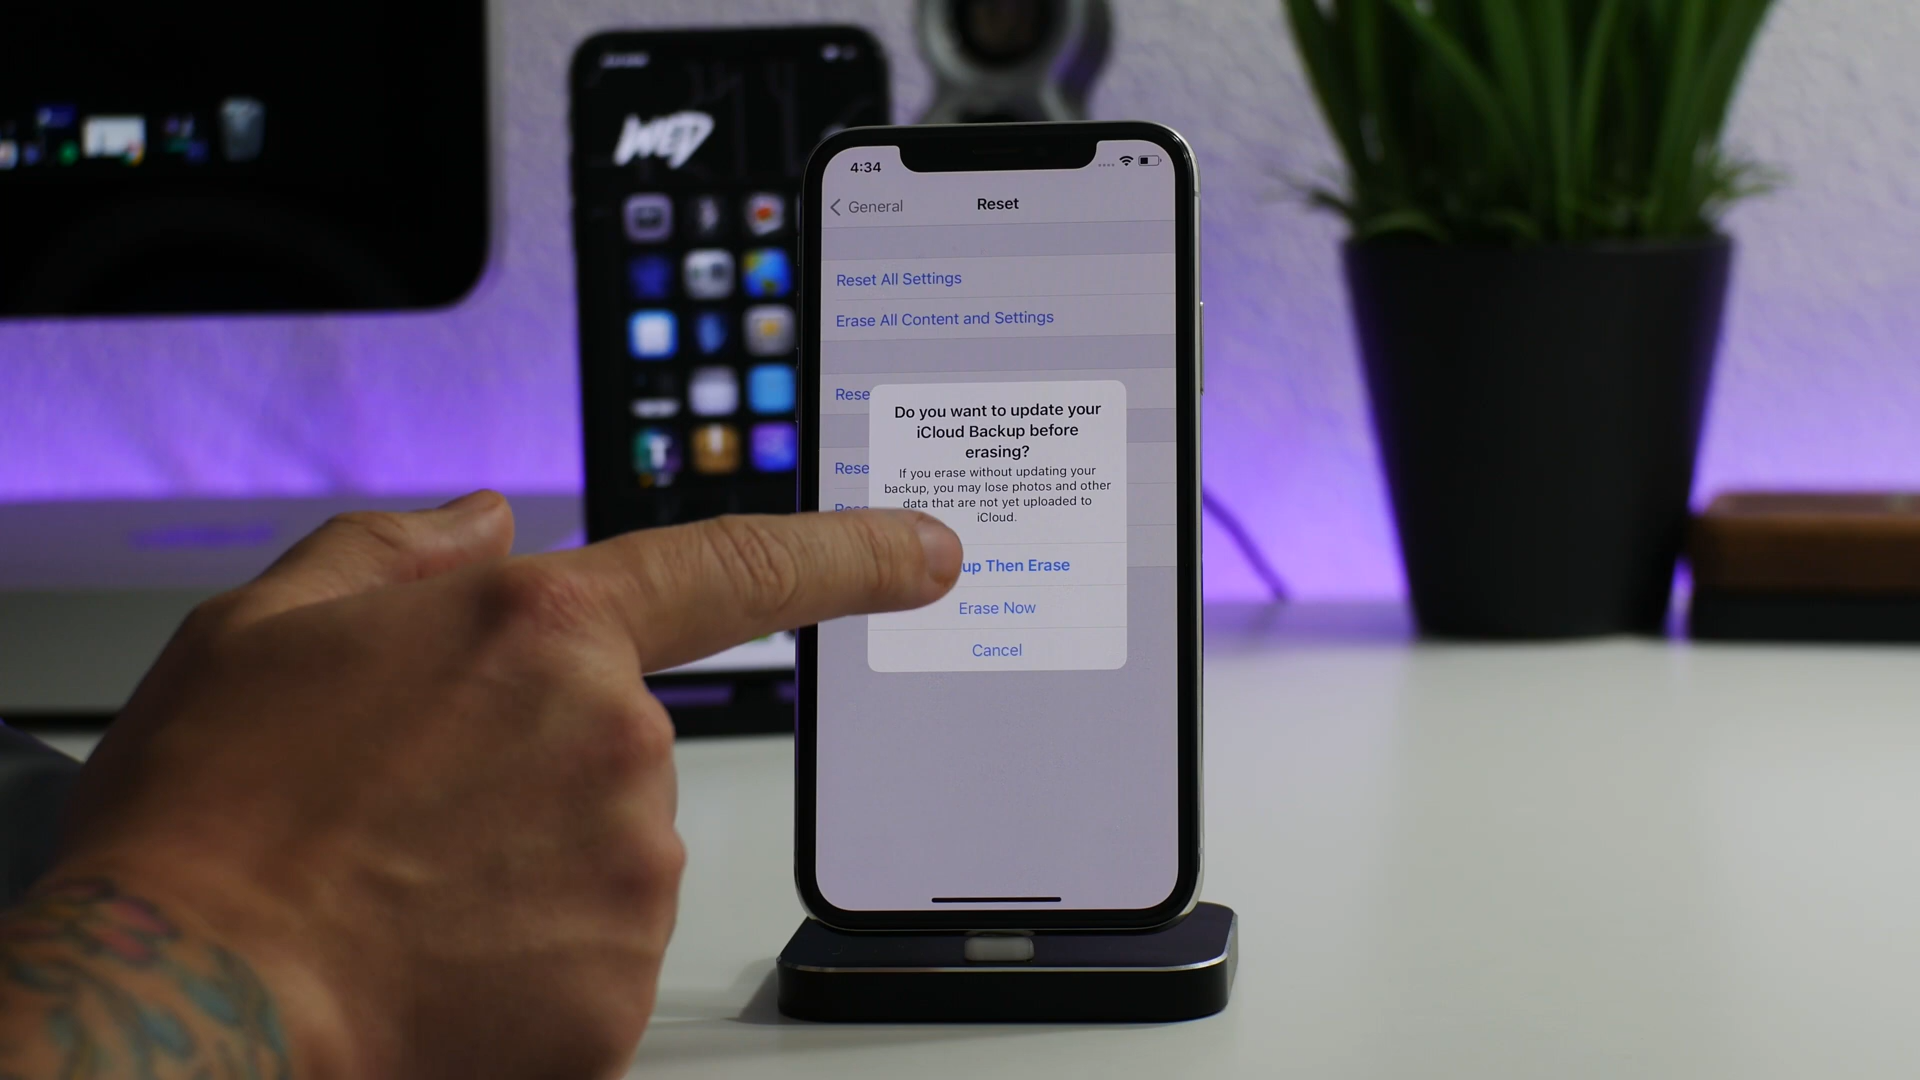 WED
4:34
General
Reset
Reset All Settings
Erase All Content and Settings
Rese
Do you want to update your
iCloud Backup before
erasing?
If you erase without updating your
backup, you may lose photos and other
data that are not yet uploaded to
iCloud.
Rese
up Then Erase
Erase Now
Cancel